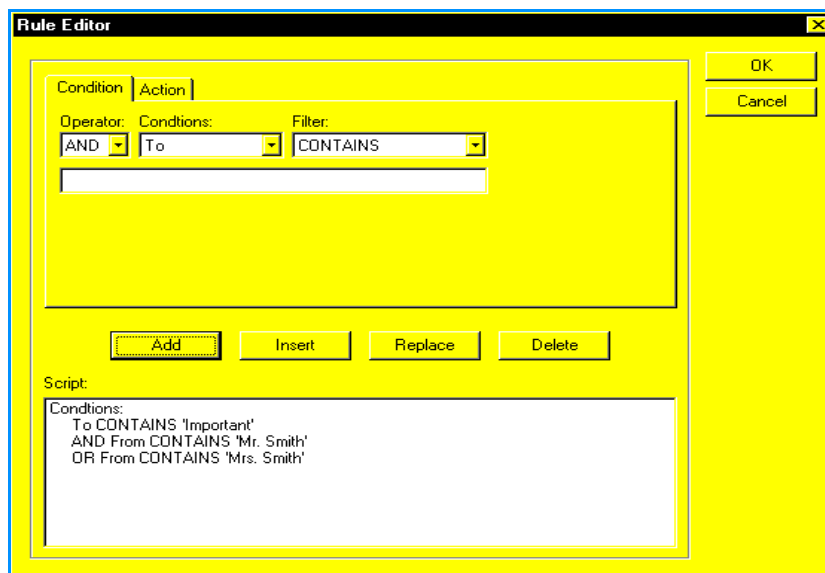 Rule Editor
OK
Cancel
Condition Action
Operator: Condtions: Filter:
AND To CONTAINS
Add Insert Replace Delete
Script:
Condtions:
To CONTAINS 'Important'
AND From CONTAINS 'Mr. Smith'
OR From CONTAINS 'Mrs. Smith'